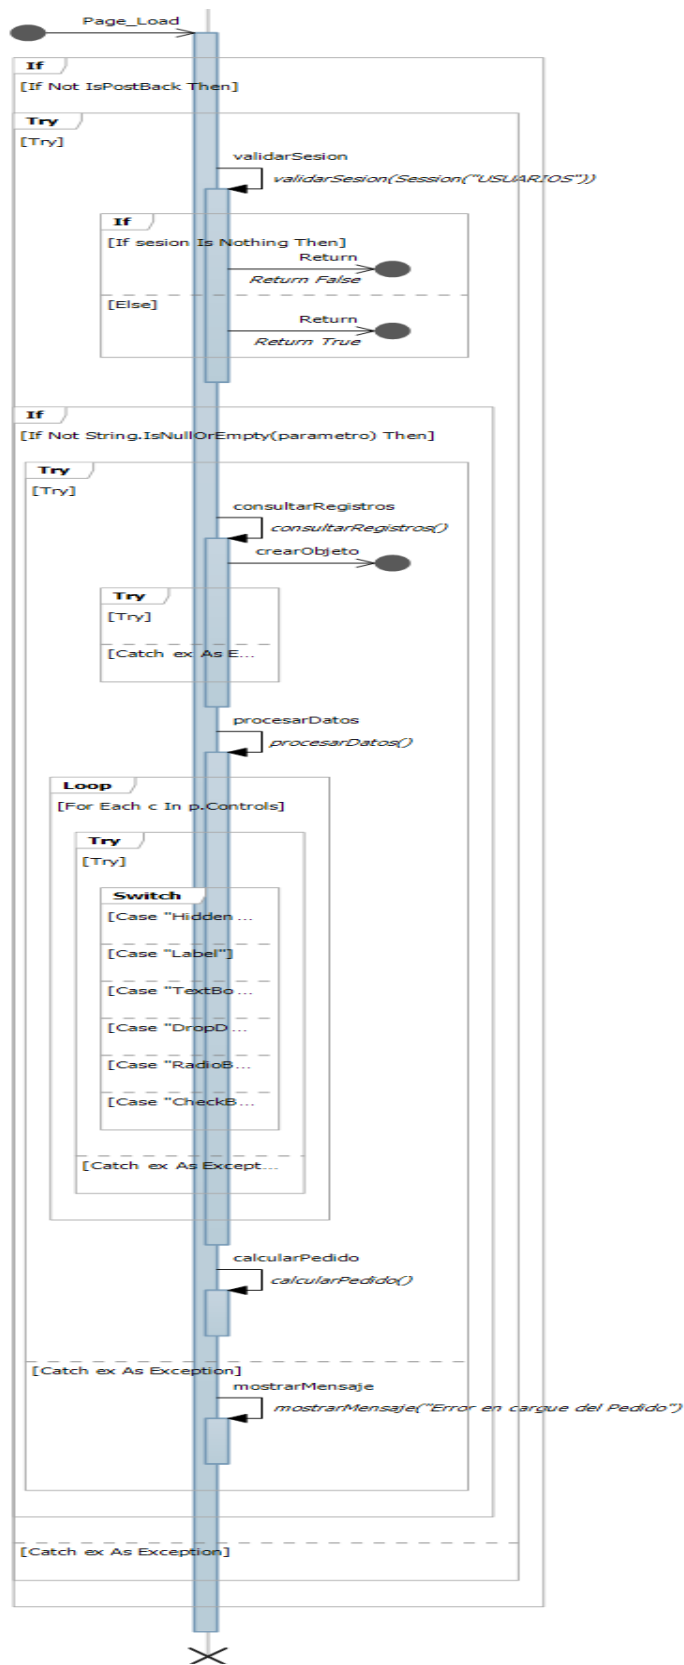 Page_Load
If
[If Not IsPostBack Then]
Try
[Try]
validarSesion
validarSesion(Session("USUARIOS"))
If
[If sesion Is Nothing Then]
Return
Return False
[Else]
Return
Return True
If
[If Not String.IsNullOrEmpty(parametro) Then]
Try
[Try]
consultarRegistros
consultarRegistros()
crearObjeto
Try
[Try]
[Catch ex As E...
procesarDatos
procesarDatos()
Loop
[For Each c In p.Controls]
Try
[Try]
Switch
[Case "Hidden ...
[Case "Label"]
[Case "TextBo ...
[Case "DropD ...
[Case "RadioB...
[Case "CheckB...
[Catch ex As Except...
calcularPedido
calcularPedido()
[Catch ex As Exception]
mostrarMensaje
mostrarMensaje("Error en cargue del Pedido")
[Catch ex As Exception]